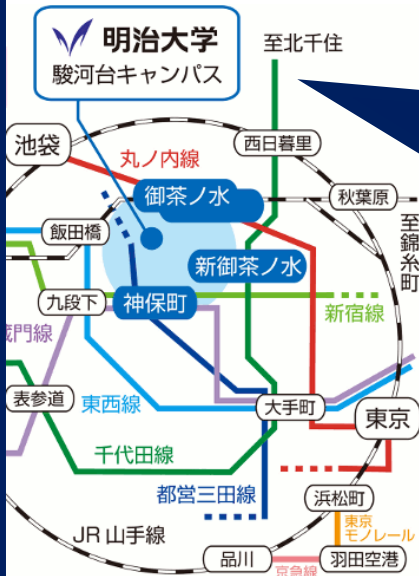 明治大学
駿河台キャンパス
至北千住
池袋
丸ノ内線
西日暮里
御茶ノ水
秋葉原
飯田橋
至錦糸町
新御茶ノ水
九段下
神保町
新宿線
蔵門線
表参道
東西線
大手町
東京
千代田線
都営三田線
浜松町
東京
モノレール
JR 山手線
品川
京急線
羽田空港